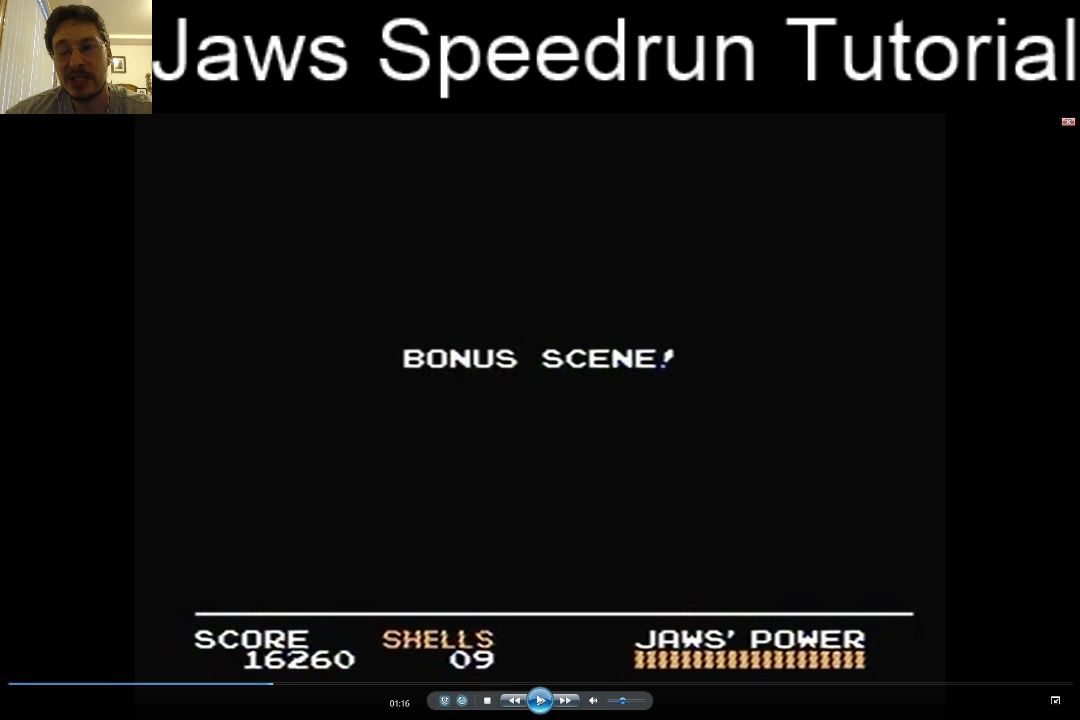 Jaws Speedrun Tutorial
BONUS SCENE!
SCORE SHELLS JAWS' POWER
16260 09
01:16